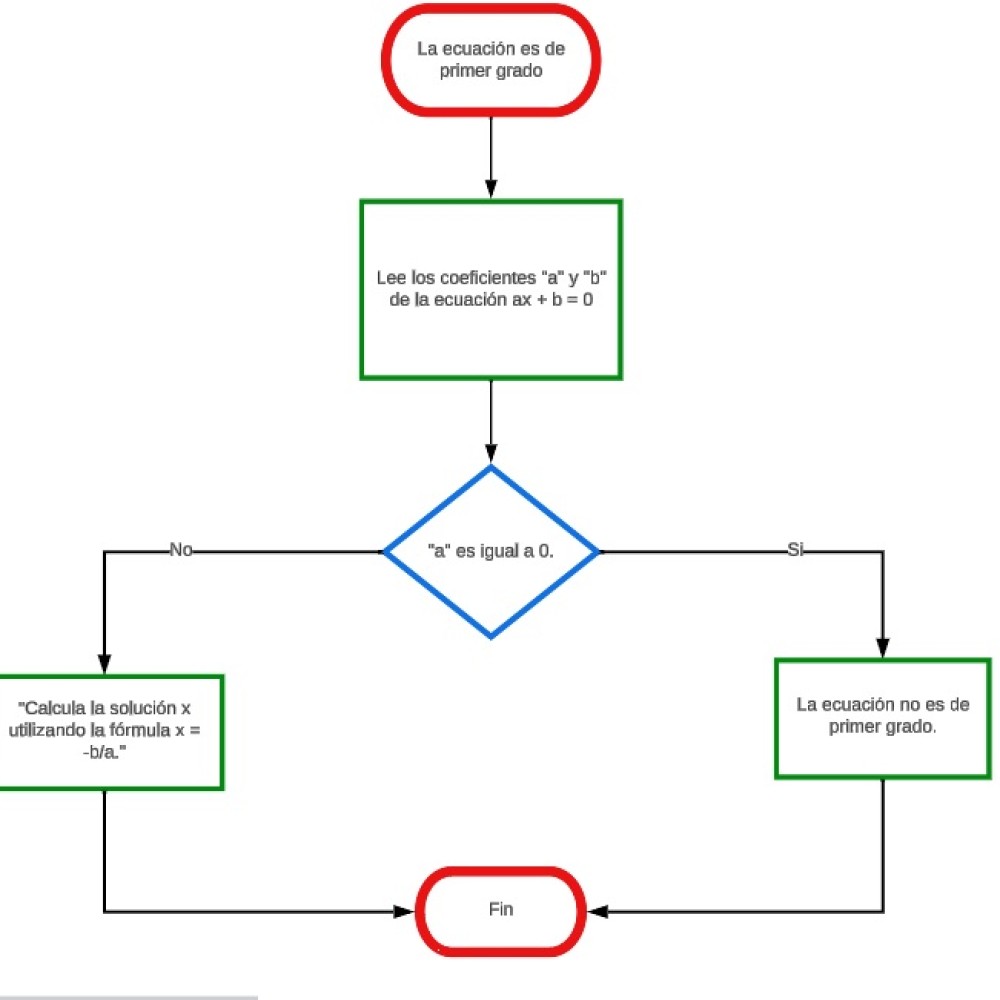 La ecuación es de
primer grado
Lee los coeficientes "a" y "b"
de la ecuación ax + b = 0
"a" es igual a 0.
No
Si
"Calcula la solución x
utilizando la fórmula x =
-b/a."
La ecuación no es de
primer grado.
Fin